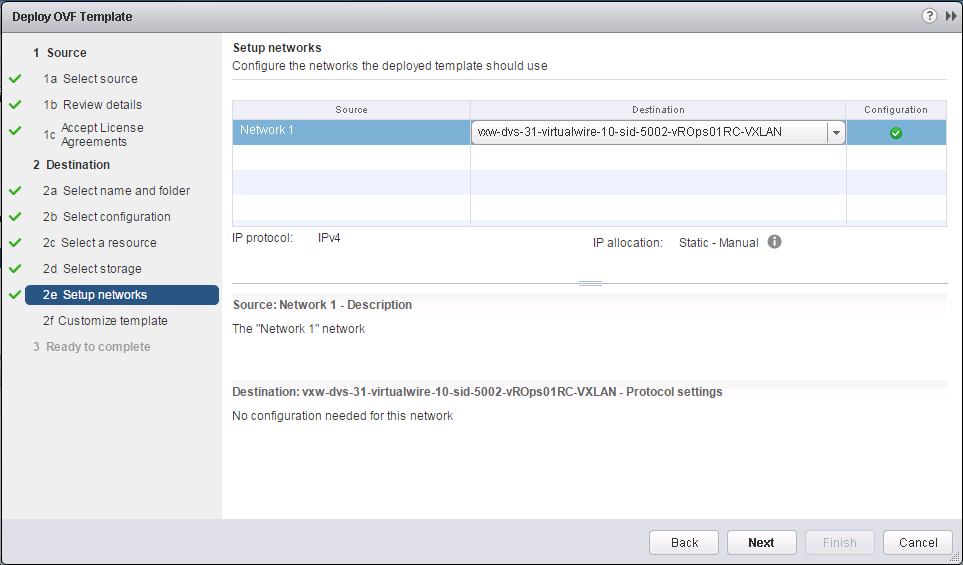 Deploy OVF Template
?
1 Source
1a Select source
1b Review details
1c Accept License
Agreements
2 Destination
2a Select name and folder
2b Select configuration
2c Select a resource
2d Select storage
2e Setup networks
2f Customize template
3 Ready to complete
Setup networks
Configure the networks the deployed template should use
Source Destination Configuration
Network 1 vxw-dvs-31-virtualwire-10-sid-5002-vROps01RC-VXLAN
IP protocol: IPv4 IP allocation: Static - Manual
Source: Network 1 - Description
The "Network 1" network
Destination: vxw-dvs-31-virtualwire-10-sid-5002-vROps01RC-VXLAN - Protocol settings
No configuration needed for this network
Back Next Finish Cancel